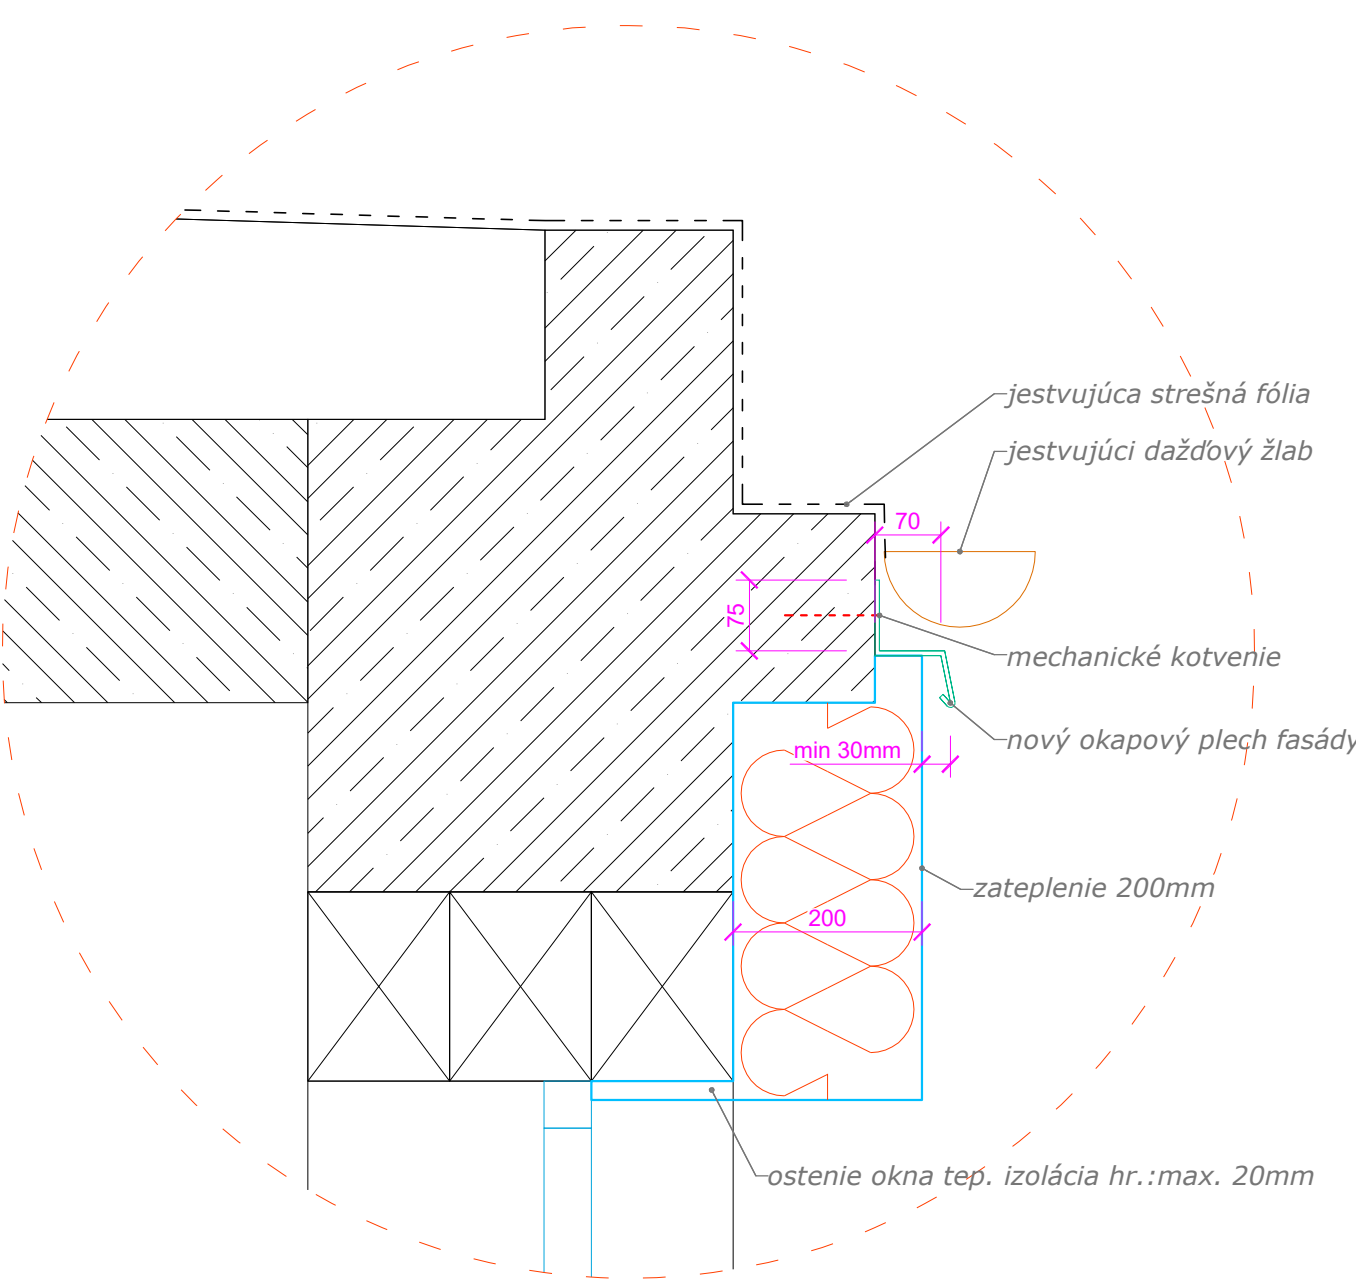 jestvujúca strešná fólia
jestvujúci dažďový žlab
70
75
mechanické kotvenie
nový okapový plech fasády
min 30mm
zateplenie 200mm
200
ostenie okna tep. izolácia hr.:max. 20mm